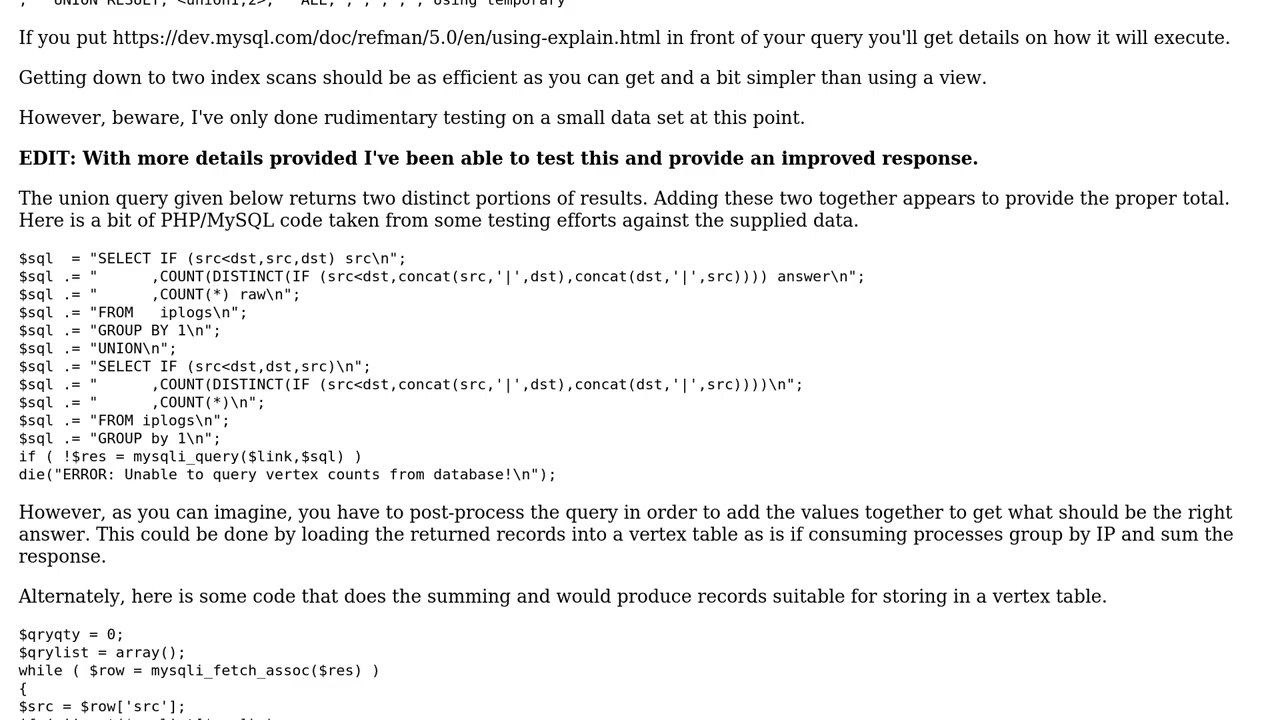 , UNION RESULT, <union1,2>, ALL, , , , , , Using temporary
If you put https://dev.mysql.com/doc/refman/5.0/en/using-explain.html in front of your query you'll get details on how it will execute.
Getting down to two index scans should be as efficient as you can get and a bit simpler than using a view.
However, beware, I've only done rudimentary testing on a small data set at this point.
EDIT: With more details provided I've been able to test this and provide an improved response.
The union query given below returns two distinct portions of results. Adding these two together appears to provide the proper total.
Here is a bit of PHP/MySQL code taken from some testing efforts against the supplied data.
$sql  = "SELECT IF (src<dst,src,dst) src\n";
$sql .= "      ,COUNT(DISTINCT(IF (src<dst,concat(src,'|',dst),concat(dst,'|',src)))) answer\n";
$sql .= "      ,COUNT(*) raw\n";
$sql .= "FROM   iplogs\n";
$sql .= "GROUP BY 1\n";
$sql .= "UNION\n";
$sql .= "SELECT IF (src<dst,dst,src)\n";
$sql .= "      ,COUNT(DISTINCT(IF (src<dst,concat(src,'|',dst),concat(dst,'|',src))))\n";
$sql .= "      ,COUNT(*)\n";
$sql .= "FROM iplogs\n";
$sql .= "GROUP by 1\n";
if ( !$res = mysqli_query($link,$sql) )
die("ERROR: Unable to query vertex counts from database!\n");
However, as you can imagine, you have to post-process the query in order to add the values together to get what should be the right
answer. This could be done by loading the returned records into a vertex table as is if consuming processes group by IP and sum the
response.
Alternately, here is some code that does the summing and would produce records suitable for storing in a vertex table.
$qryqty = 0;
$qrylist = array();
while ( $row = mysqli_fetch_assoc($res) )
{
$src = $row['src'];